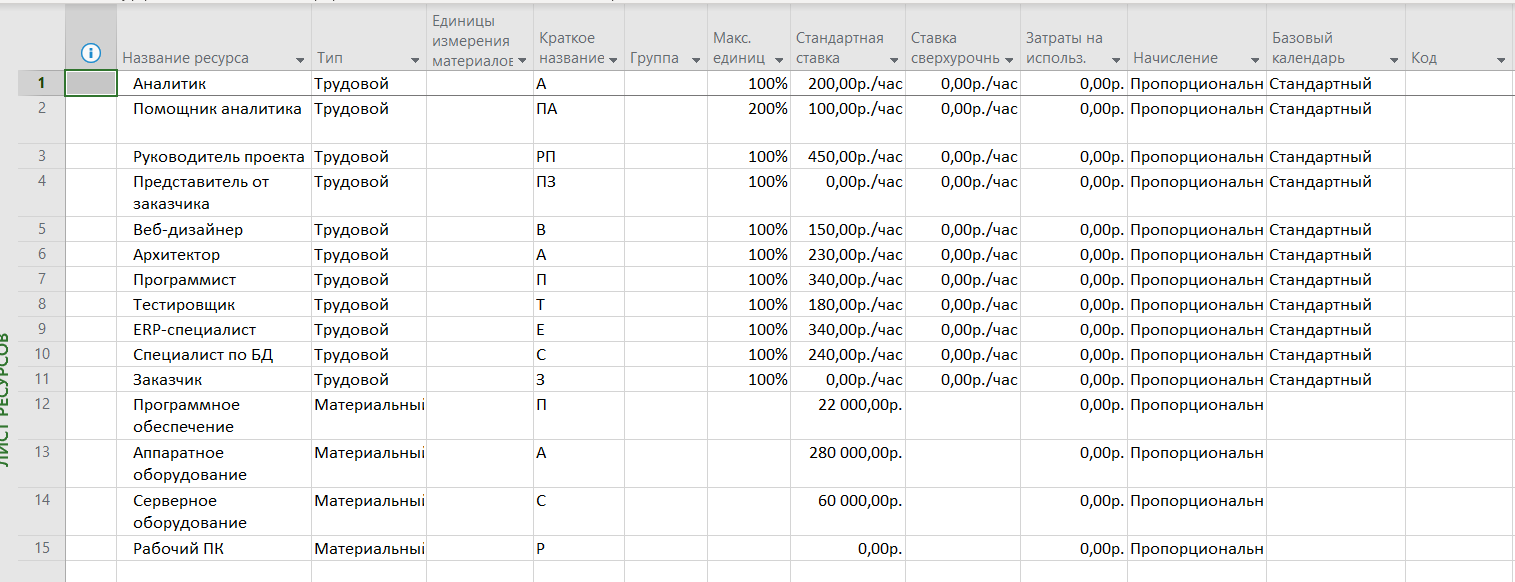 Единицы измерения материалов
Название ресурса Тип Краткое название Группа Макс. единиц Стандартная ставка Ставка сверхурочнь Затраты на использ. Начисление Базовый календарь Код
1 Аналитик Трудовой А 100% 200,00р./час 0,00р./час 0,00р. Пропорциональн Стандартный
2 Помощник аналитика Трудовой ПА 200% 100,00р./час 0,00р./час 0,00р. Пропорциональн Стандартный
3 Руководитель проекта Трудовой РП 100% 450,00р./час 0,00р./час 0,00р. Пропорциональн Стандартный
4 Представитель от Трудовой ПЗ 100% 0,00р./час 0,00р./час 0,00р. Пропорциональн Стандартный
заказчика
5 Веб-дизайнер Трудовой В 100% 150,00р./час 0,00р./час 0,00р. Пропорциональн Стандартный
6 Архитектор Трудовой А 100% 230,00р./час 0,00р./час 0,00р. Пропорциональн Стандартный
7 Программист Трудовой П 100% 340,00р./час 0,00р./час 0,00р. Пропорциональн Стандартный
8 Тестировщик Трудовой Т 100% 180,00р./час 0,00р./час 0,00р. Пропорциональн Стандартный
9 ERP-специалист Трудовой E 100% 340,00р./час 0,00р./час 0,00р. Пропорциональн Стандартный
10 Специалист по БД Трудовой С 100% 240,00р./час 0,00р./час 0,00р. Пропорциональн Стандартный
11 Заказчик Трудовой З 100% 0,00р./час 0,00р./час 0,00р. Пропорциональн Стандартный
12 Программное Материальный П 22 000,00р. 0,00р. Пропорциональн
обеспечение
13 Аппаратное Материальный А 280 000,00р. 0,00р. Пропорциональн
оборудование
14 Серверное Материальный С 60 000,00р. 0,00р. Пропорциональн
оборудование
15 Рабочий ПК Материальный Р 0,00р. 0,00р. Пропорциональн
ЛИСТ РЕСУРСОВ